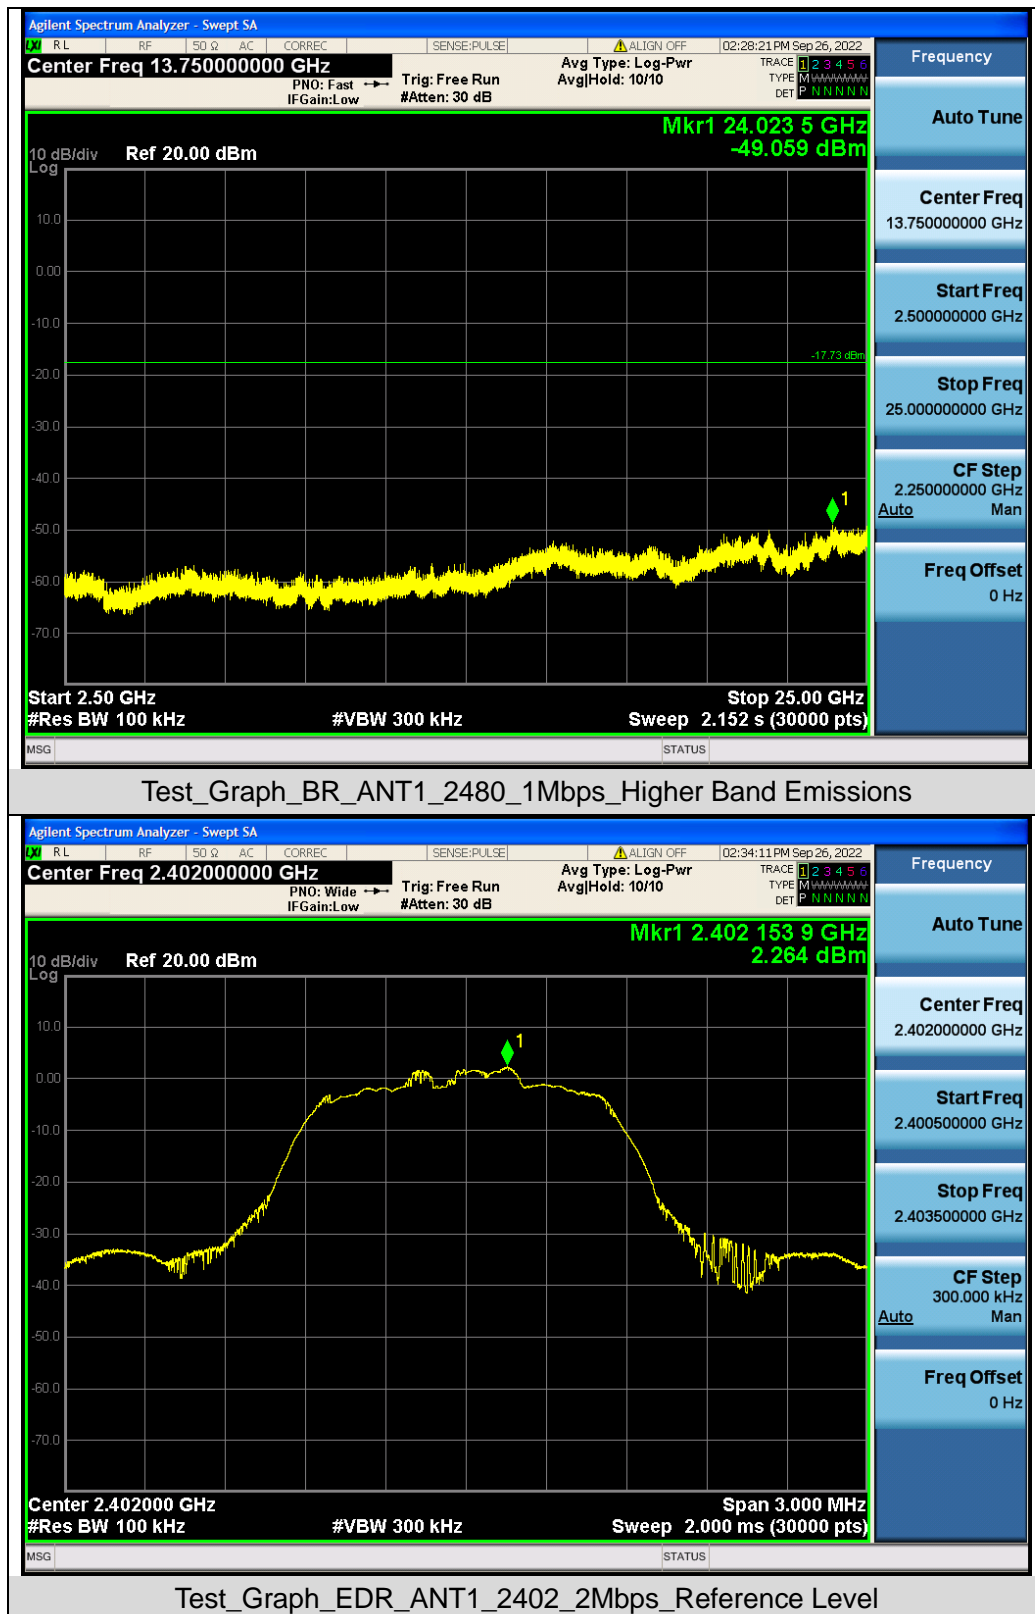 Agilent Spectrum Analyzer - Swept SA
LXI RL RF 50 Ω AC CORREC SENSE:PULSE ALIGN OFF 02:28:21 PM Sep 26, 2022
Center Freq 13.750000000 GHz
PNO: Fast
IFGain:Low
Trig: Free Run
#Atten: 30 dB
Avg Type: Log-Pwr
Avg|Hold: 10/10
TRACE 1 2 3 4 5 6
TYPE M
DET P N N N N N
Mkr1 24.023 5 GHz
-49.059 dBm
10 dB/div Ref 20.00 dBm
Log
10.0
0.00
-10.0
-17.73 dBm
-20.0
-30.0
-40.0
1
-50.0
-60.0
-70.0
Start 2.50 GHz Stop 25.00 GHz
#Res BW 100 kHz #VBW 300 kHz Sweep 2.152 s (30000 pts)
MSG STATUS
Frequency
Auto Tune
Center Freq
13.750000000 GHz
Start Freq
2.500000000 GHz
Stop Freq
25.000000000 GHz
CF Step
2.250000000 GHz
Auto Man
Freq Offset
0 Hz
Test_Graph_BR_ANT1_2480_1Mbps_Higher Band Emissions
Agilent Spectrum Analyzer - Swept SA
LXI RL RF 50 Ω AC CORREC SENSE:PULSE ALIGN OFF 02:34:11 PM Sep 26, 2022
Center Freq 2.402000000 GHz
PNO: Wide
IFGain:Low
Trig: Free Run
#Atten: 30 dB
Avg Type: Log-Pwr
Avg|Hold: 10/10
TRACE 1 2 3 4 5 6
TYPE M
DET P N N N N N
Mkr1 2.402 153 9 GHz
2.264 dBm
10 dB/div Ref 20.00 dBm
Log
10.0
1
0.00
-10.0
-20.0
-30.0
-40.0
-50.0
-60.0
-70.0
Center 2.402000 GHz Span 3.000 MHz
#Res BW 100 kHz #VBW 300 kHz Sweep 2.000 ms (30000 pts)
MSG STATUS
Frequency
Auto Tune
Center Freq
2.402000000 GHz
Start Freq
2.400500000 GHz
Stop Freq
2.403500000 GHz
CF Step
300.000 kHz
Auto Man
Freq Offset
0 Hz
Test_Graph_EDR_ANT1_2402_2Mbps_Reference Level